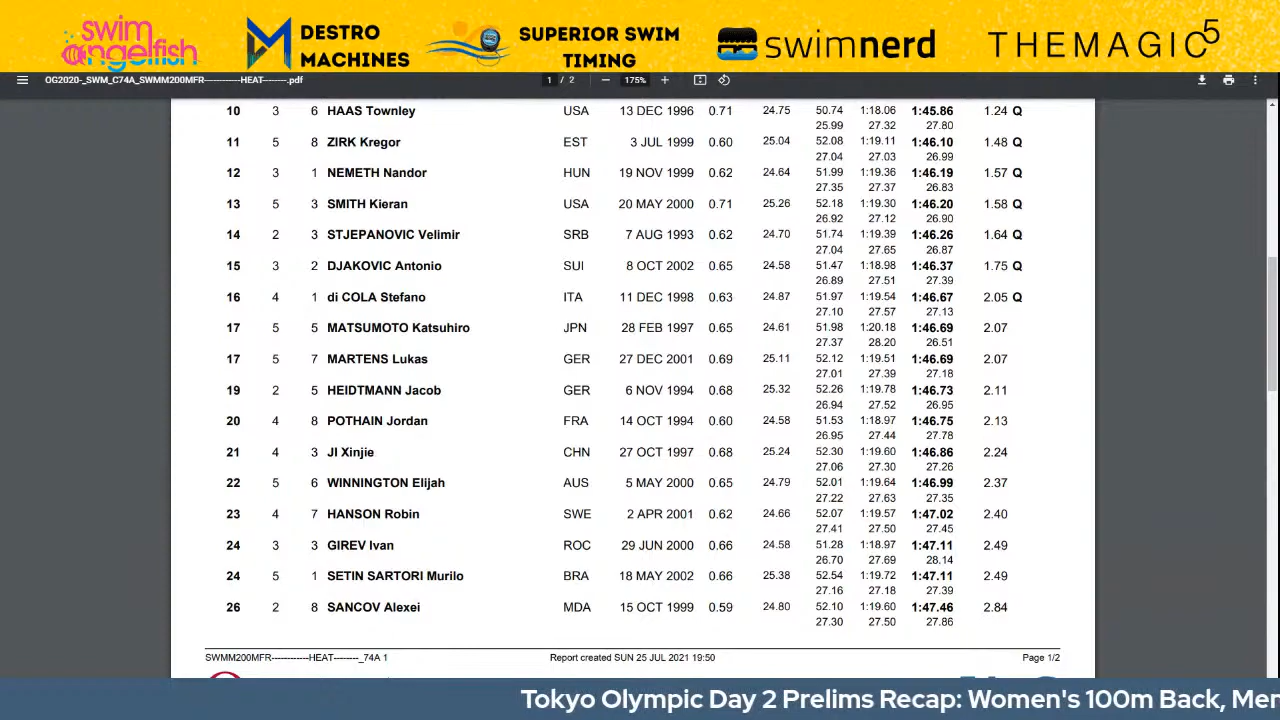 swim angelfish
DESTRO MACHINES
SUPERIOR SWIM TIMING
swimnerd
THEMAGIC5
OG2020-_SWM_C74A_SWMM200MFR------------HEAT--------.pdf 1 / 2 175%
10 3 6 HAAS Townley USA 13 DEC 1996 0.71 24.75 50.74 1:18.06 1:45.86 1.24 Q
25.99 27.32 27.80
11 5 8 ZIRK Kregor EST 3 JUL 1999 0.60 25.04 52.08 1:19.11 1:46.10 1.48 Q
27.04 27.03 26.99
12 3 1 NEMETH Nandor HUN 19 NOV 1999 0.62 24.64 51.99 1:19.36 1:46.19 1.57 Q
27.35 27.37 26.83
13 5 3 SMITH Kieran USA 20 MAY 2000 0.71 25.26 52.18 1:19.30 1:46.20 1.58 Q
26.92 27.12 26.90
14 2 3 STJEPANOVIC Velimir SRB 7 AUG 1993 0.62 24.70 51.74 1:19.39 1:46.26 1.64 Q
27.04 27.65 26.87
15 3 2 DJAKOVIC Antonio SUI 8 OCT 2002 0.65 24.58 51.47 1:18.98 1:46.37 1.75 Q
26.89 27.51 27.39
16 4 1 di COLA Stefano ITA 11 DEC 1998 0.63 24.87 51.97 1:19.54 1:46.67 2.05 Q
27.10 27.57 27.13
17 5 5 MATSUMOTO Katsuhiro JPN 28 FEB 1997 0.65 24.61 51.98 1:20.18 1:46.69 2.07
27.37 28.20 26.51
17 5 7 MARTENS Lukas GER 27 DEC 2001 0.69 25.11 52.12 1:19.51 1:46.69 2.07
27.01 27.39 27.18
19 2 5 HEIDTMANN Jacob GER 6 NOV 1994 0.68 25.32 52.26 1:19.78 1:46.73 2.11
26.94 27.52 26.95
20 4 8 POTHAIN Jordan FRA 14 OCT 1994 0.60 24.58 51.53 1:18.97 1:46.75 2.13
26.95 27.44 27.78
21 4 3 JI Xinjie CHN 27 OCT 1997 0.68 25.24 52.30 1:19.60 1:46.86 2.24
27.06 27.30 27.26
22 5 6 WINNINGTON Elijah AUS 5 MAY 2000 0.65 24.79 52.01 1:19.64 1:46.99 2.37
27.22 27.63 27.35
23 4 7 HANSON Robin SWE 2 APR 2001 0.62 24.66 52.07 1:19.57 1:47.02 2.40
27.41 27.50 27.45
24 3 3 GIREV Ivan ROC 29 JUN 2000 0.66 24.58 51.28 1:18.97 1:47.11 2.49
26.70 27.69 28.14
24 5 1 SETIN SARTORI Murilo BRA 18 MAY 2002 0.66 25.38 52.54 1:19.72 1:47.11 2.49
27.16 27.18 27.39
26 2 8 SANCOV Alexei MDA 15 OCT 1999 0.59 24.80 52.10 1:19.60 1:47.46 2.84
27.30 27.50 27.86
SWMM200MFR------------HEAT--------_74A 1 Report created SUN 25 JUL 2021 19:50 Page 1/2
Tokyo Olympic Day 2 Prelims Recap: Women's 100m Back, Mer